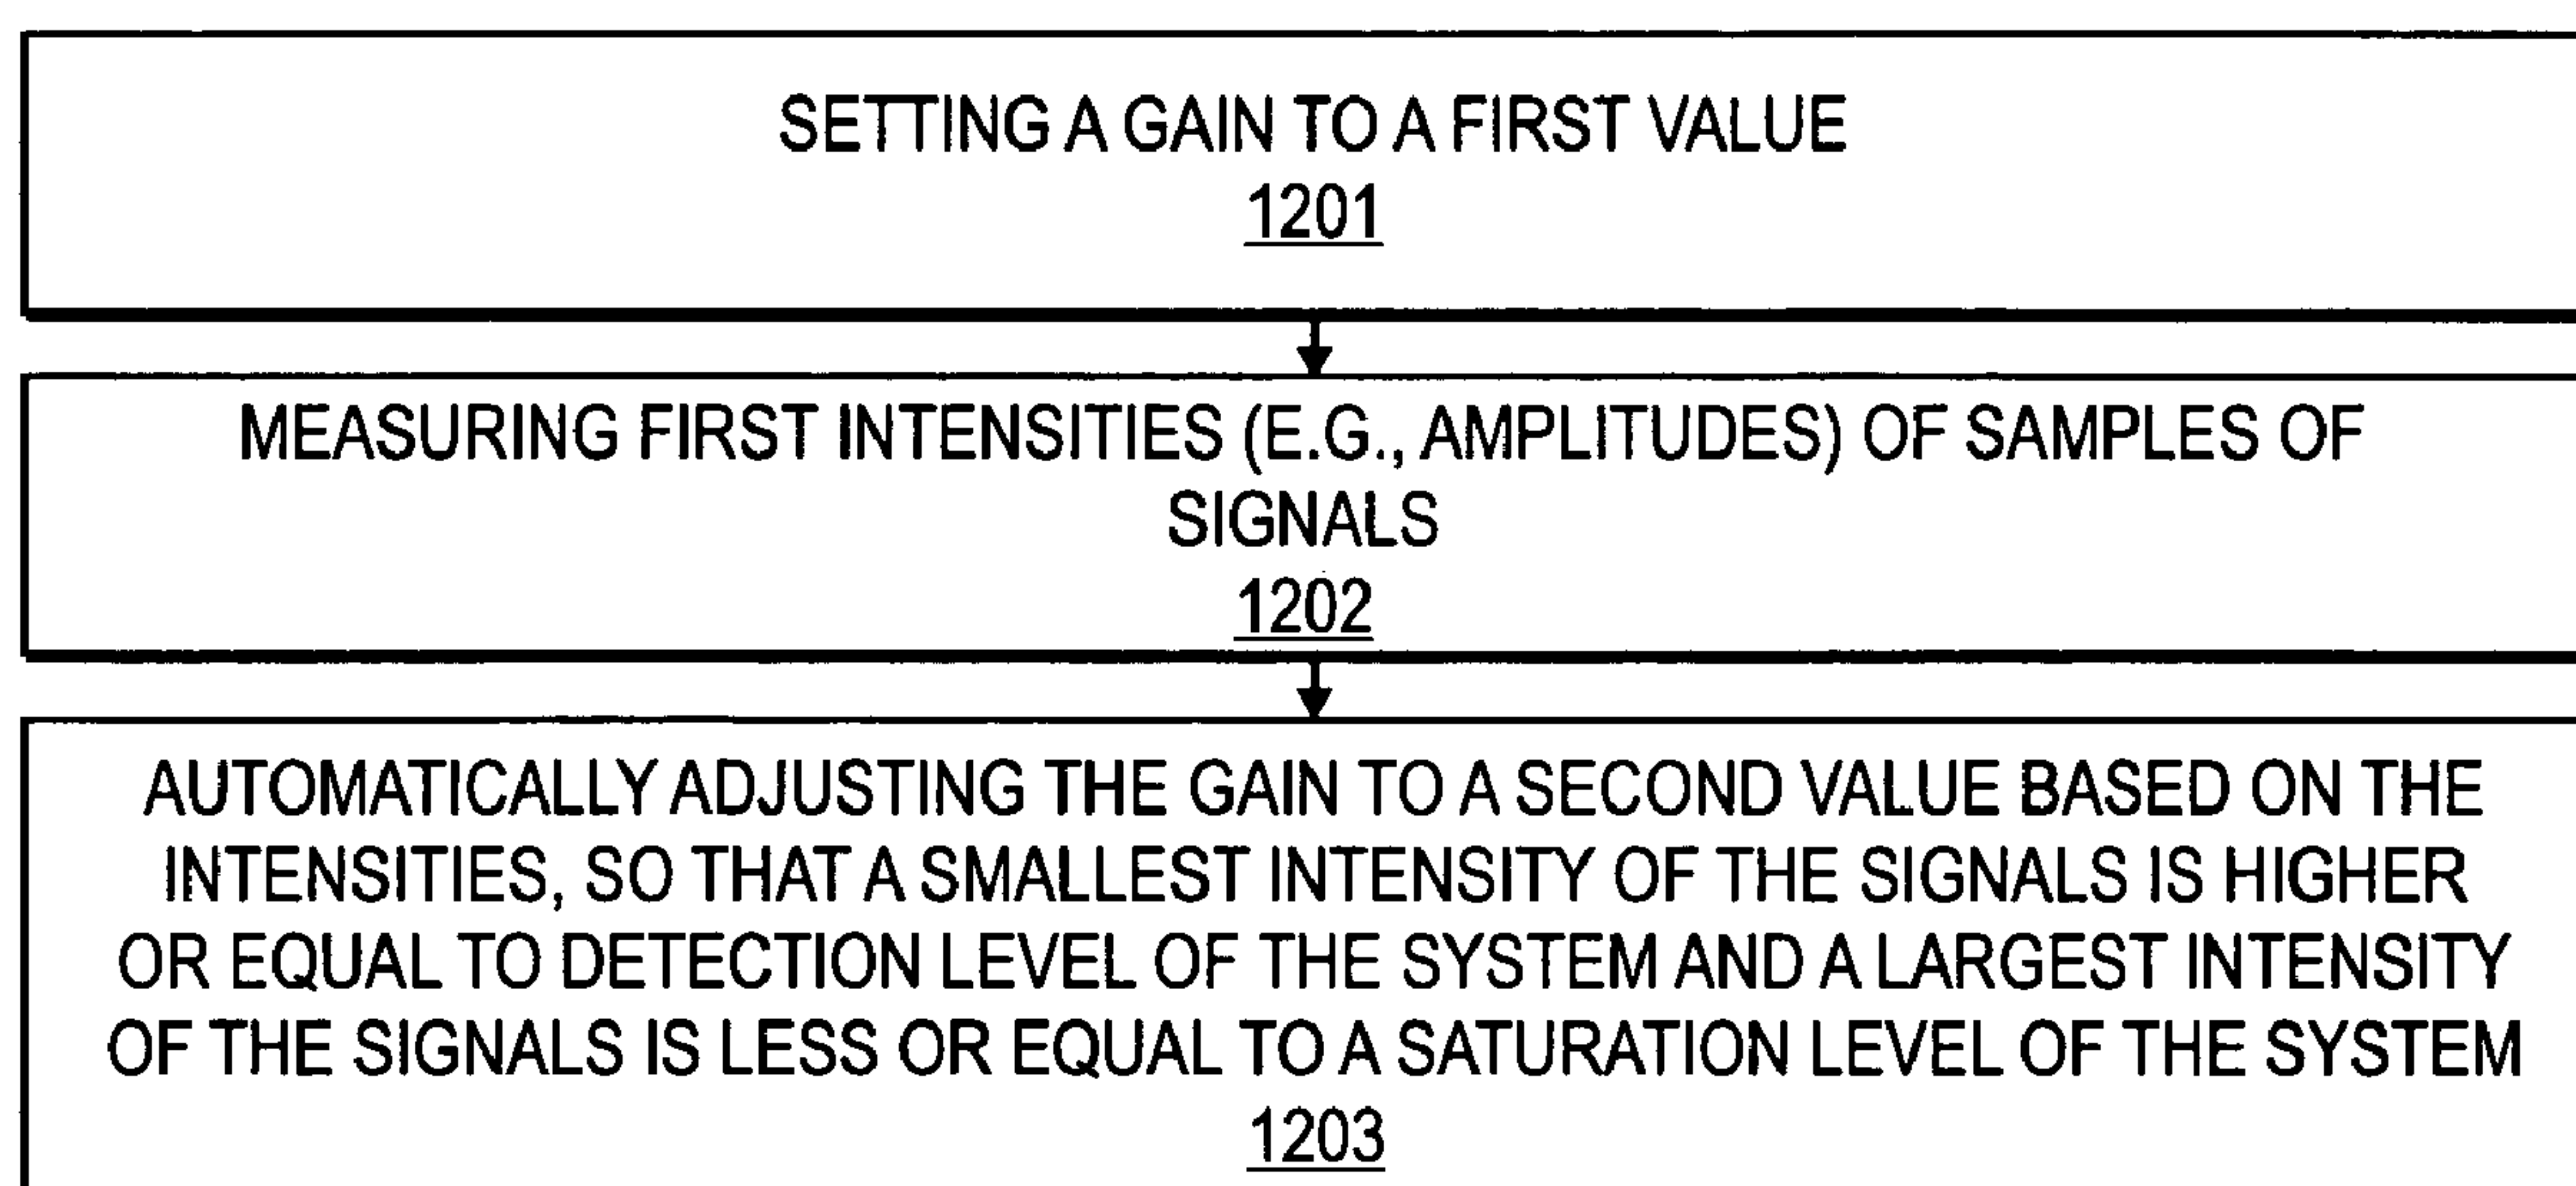 SETTING A GAIN TO A FIRST VALUE
1201
MEASURING FIRST INTENSITIES (E.G., AMPLITUDES) OF SAMPLES OF
SIGNALS
1202
AUTOMATICALLY ADJUSTING THE GAIN TO A SECOND VALUE BASED ON THE
INTENSITIES, SO THAT A SMALLEST INTENSITY OF THE SIGNALS IS HIGHER
OR EQUAL TO DETECTION LEVEL OF THE SYSTEM AND A LARGEST INTENSITY
OF THE SIGNALS IS LESS OR EQUAL TO A SATURATION LEVEL OF THE SYSTEM
1203